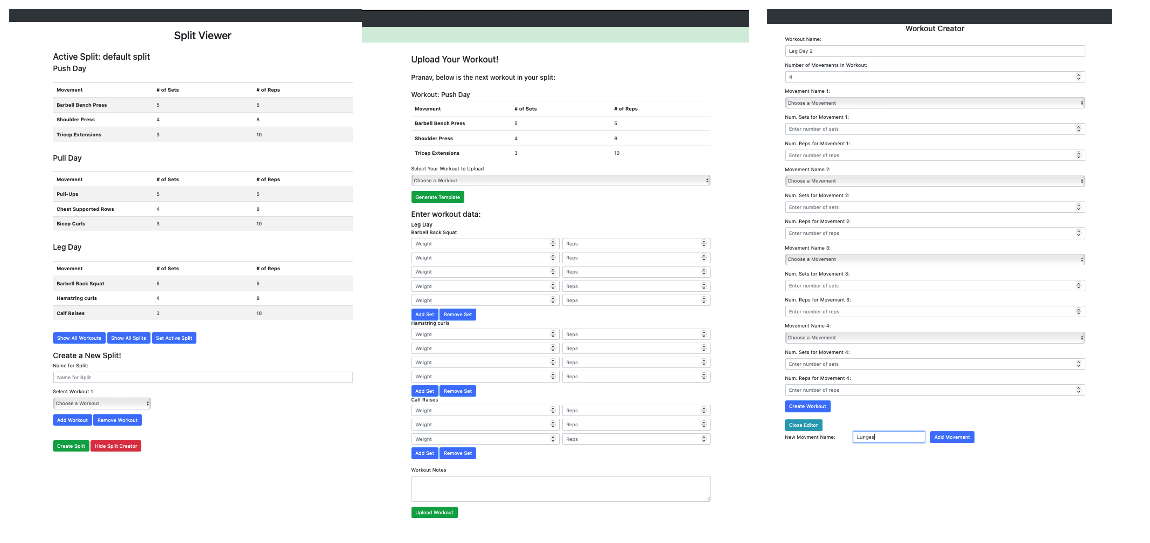 Split Viewer
Active Split: default split
Push Day
Movement # of Sets # of Reps
Barbell Bench Press 5 5
Shoulder Press 4 8
Tricep Extensions 3 10
Pull Day
Movement # of Sets # of Reps
Pull-Ups 5 5
Chest Supported Rows 4 8
Bicep Curls 3 10
Leg Day
Movement # of Sets # of Reps
Barbell Back Squat 5 5
Hamstring curls 4 8
Calf Raises 3 10
Show All Workouts Show All Splits Set Active Split
Create a New Split!
Name for Split:
Name for Split
Select Workout 1
Choose a Workout
Add Workout Remove Workout
Create Split Hide Split Creator
Upload Your Workout!
Pranav, below is the next workout in your split:
Workout: Push Day
Movement # of Sets # of Reps
Barbell Bench Press 5 5
Shoulder Press 4 8
Tricep Extensions 3 10
Select Your Workout to Upload
Choose a Workout
Generate Template
Enter workout data:
Leg Day
Barbell Back Squat
Weight Reps
Weight Reps
Weight Reps
Weight Reps
Weight Reps
Add Set Remove Set
Hamstring curls
Weight Reps
Weight Reps
Weight Reps
Weight Reps
Add Set Remove Set
Calf Raises
Weight Reps
Weight Reps
Weight Reps
Add Set Remove Set
Workout Notes:
Upload Workout
Workout Creator
Workout Name:
Leg Day 2
Number of Movements in Workout:
4
Movement Name 1:
Choose a Movement
Num. Sets for Movement 1:
Enter number of sets
Num. Reps for Movement 1:
Enter number of reps
Movement Name 2:
Choose a Movement
Num. Sets for Movement 2:
Enter number of sets
Num. Reps for Movement 2:
Enter number of reps
Movement Name 3:
Choose a Movement
Num. Sets for Movement 3:
Enter number of sets
Num. Reps for Movement 3:
Enter number of reps
Movement Name 4:
Choose a Movement
Num. Sets for Movement 4:
Enter number of sets
Num. Reps for Movement 4:
Enter number of reps
Create Workout
Close Editor
New Movment Name: Lunges Add Movement